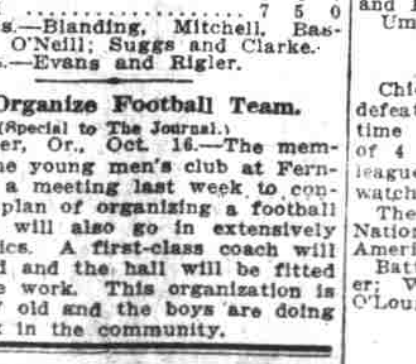 7 5 0
s.—Blanding, Mitchell, Bas-
O'Neill; Suggs and Clarke.
s.—Evans and Rigler.
Organize Football Team.
(Special to The Journal.)
er, Or., Oct. 16.—The mem-
he young men's club at Fern-
a meeting last week to con-
plan of organizing a football
will also go in extensively
ics. A first-class coach will
d and the hall will be fitted
e work. This organization is
y old and the boys are doing
k in the community.
and
Um
Chi
defea
time
of 4
league
watch
The
Nation
Ameri
Batt
er; W
O'Lou